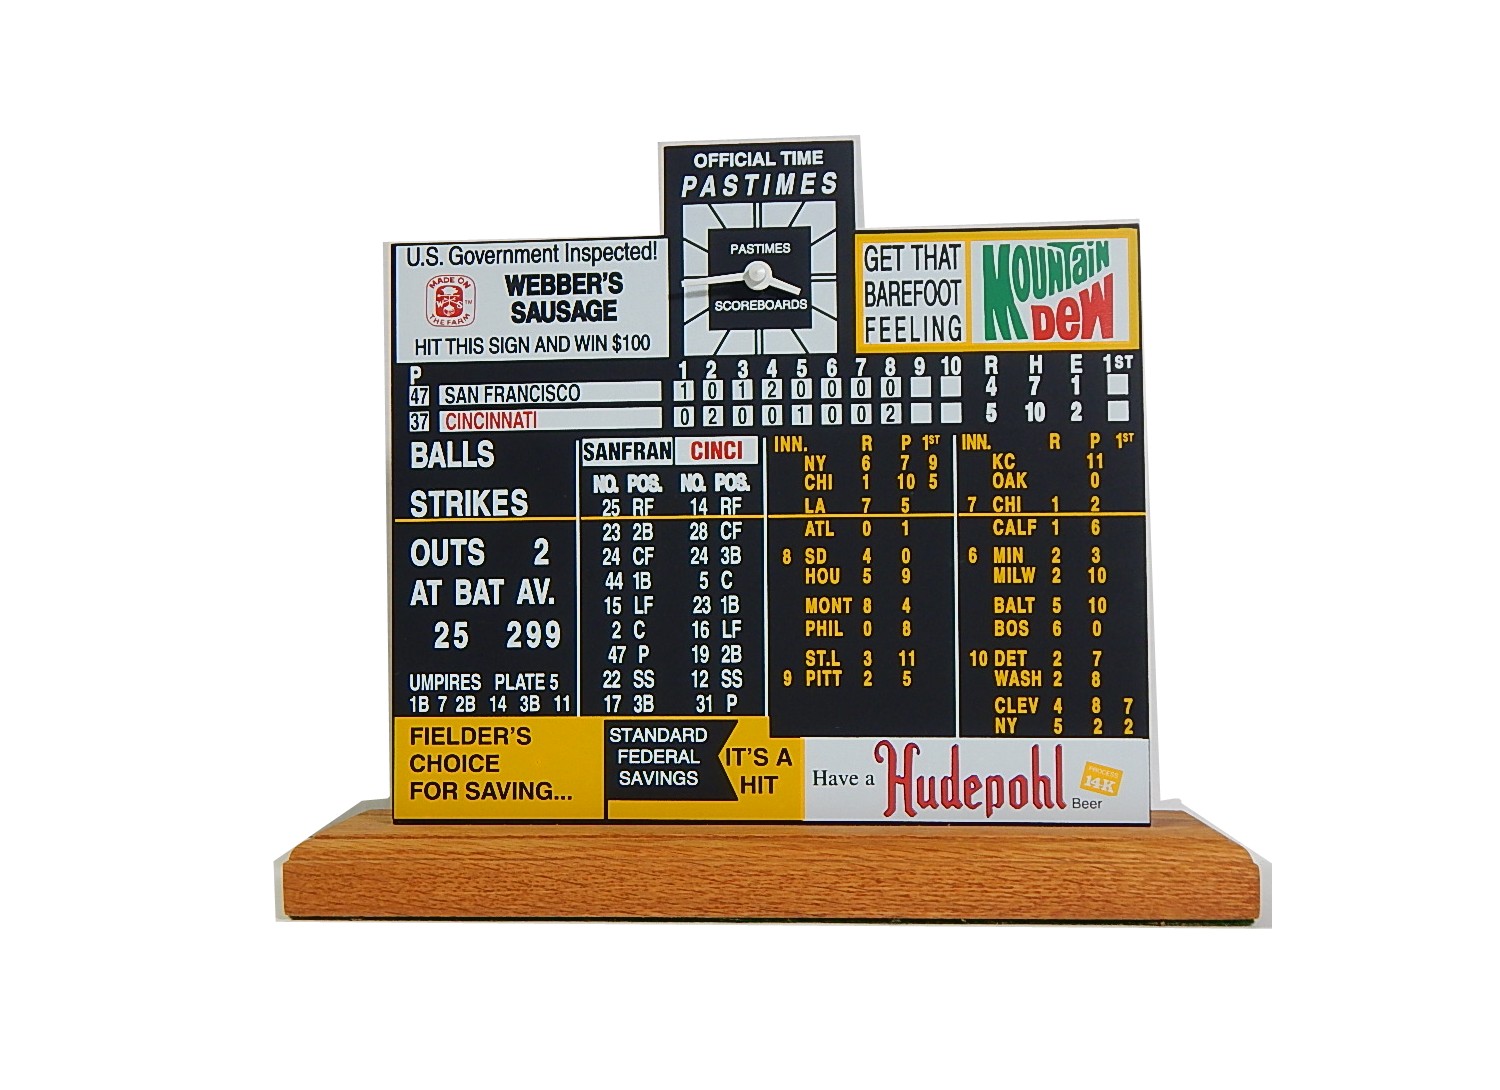 OFFICIAL TIME
PASTIMES
PASTIMES
SCOREBOARDS
U.S. Government Inspected!
MADE ON
W S TM
THE FARM
WEBBER'S
SAUSAGE
HIT THIS SIGN AND WIN $100
GET THAT
BAREFOOT
FEELING
MOUNTAIN
DEW
P 1 2 3 4 5 6 7 8 9 10 R H E 1ST
47 SAN FRANCISCO 1 0 1 2 0 0 0 0 4 7 1
37 CINCINNATI 0 2 0 0 1 0 0 2 5 10 2
BALLS
STRIKES
OUTS 2
AT BAT AV.
25 299
UMPIRES PLATE 5
1B 7 2B 14 3B 11
SANFRAN CINCI
NO. POS. NO. POS.
25 RF 14 RF
23 2B 28 CF
24 CF 24 3B
44 1B 5 C
15 LF 23 1B
2 C 16 LF
47 P 19 2B
22 SS 12 SS
17 3B 31 P
INN. R P 1ST
NY 6 7 9
CHI 1 10 5
LA 7 5
ATL 0 1
8 SD 4 0
HOU 5 9
MONT 8 4
PHIL 0 8
ST.L 3 11
9 PITT 2 5
INN. R P 1ST
KC 11
OAK 0
7 CHI 1 2
CALF 1 6
6 MIN 2 3
MILW 2 10
BALT 5 10
BOS 6 0
10 DET 2 7
WASH 2 8
CLEV 4 8 7
NY 5 2 2
FIELDER'S
CHOICE
FOR SAVING...
STANDARD
FEDERAL
SAVINGS
IT'S A
HIT
Have a Hudepohl Beer
PROCESS
14K